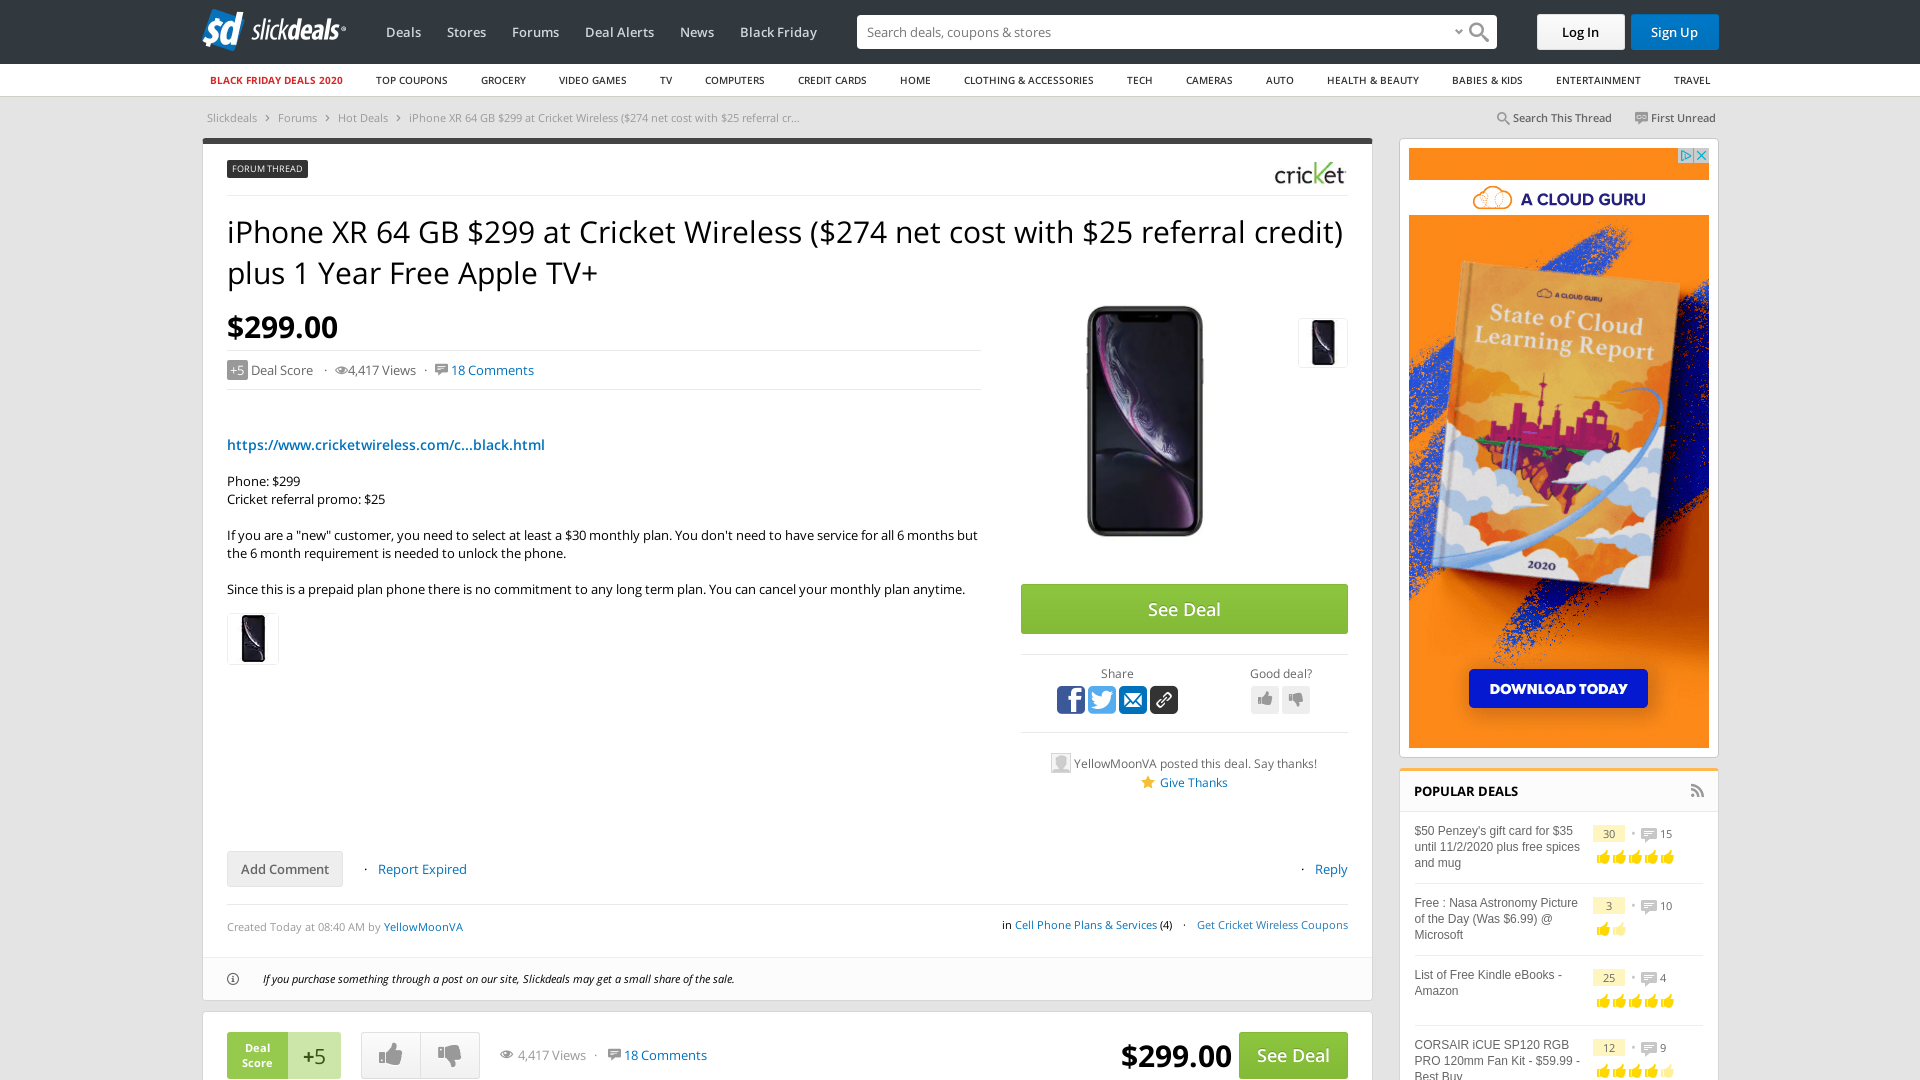 slickdeals
Deals
Stores
Forums
Deal Alerts
News
Black Friday
Search deals, coupons & stores
Log In
Sign Up
BLACK FRIDAY DEALS 2020
TOP COUPONS
GROCERY
VIDEO GAMES
TV
COMPUTERS
CREDIT CARDS
HOME
CLOTHING & ACCESSORIES
TECH
CAMERAS
AUTO
HEALTH & BEAUTY
BABIES & KIDS
ENTERTAINMENT
TRAVEL
Slickdeals > Forums > Hot Deals > iPhone XR 64 GB $299 at Cricket Wireless ($274 net cost with $25 referral cr...
Search This Thread
First Unread
FORUM THREAD
cricket
iPhone XR 64 GB $299 at Cricket Wireless ($274 net cost with $25 referral credit)
plus 1 Year Free Apple TV+
$299.00
+5 Deal Score · 4,417 Views · 18 Comments
https://www.cricketwireless.com/c...black.html
Phone: $299
Cricket referral promo: $25
If you are a "new" customer, you need to select at least a $30 monthly plan. You don't need to have service for all 6 months but
the 6 month requirement is needed to unlock the phone.
Since this is a prepaid plan phone there is no commitment to any long term plan. You can cancel your monthly plan anytime.
See Deal
Share
Good deal?
YellowMoonVA posted this deal. Say thanks!
Give Thanks
Add Comment
· Report Expired
· Reply
Created Today at 08:40 AM by YellowMoonVA
in Cell Phone Plans & Services (4) · Get Cricket Wireless Coupons
If you purchase something through a post on our site, Slickdeals may get a small share of the sale.
Deal
Score
+5
4,417 Views · 18 Comments
$299.00
See Deal
A CLOUD GURU
A CLOUD GURU
State of Cloud
Learning Report
2020
DOWNLOAD TODAY
POPULAR DEALS
$50 Penzey's gift card for $35
until 11/2/2020 plus free spices
and mug
30 • 15
Free : Nasa Astronomy Picture
of the Day (Was $6.99) @
Microsoft
3 • 10
List of Free Kindle eBooks -
Amazon
25 • 4
CORSAIR iCUE SP120 RGB
PRO 120mm Fan Kit - $59.99 -
Best Buy
12 • 9